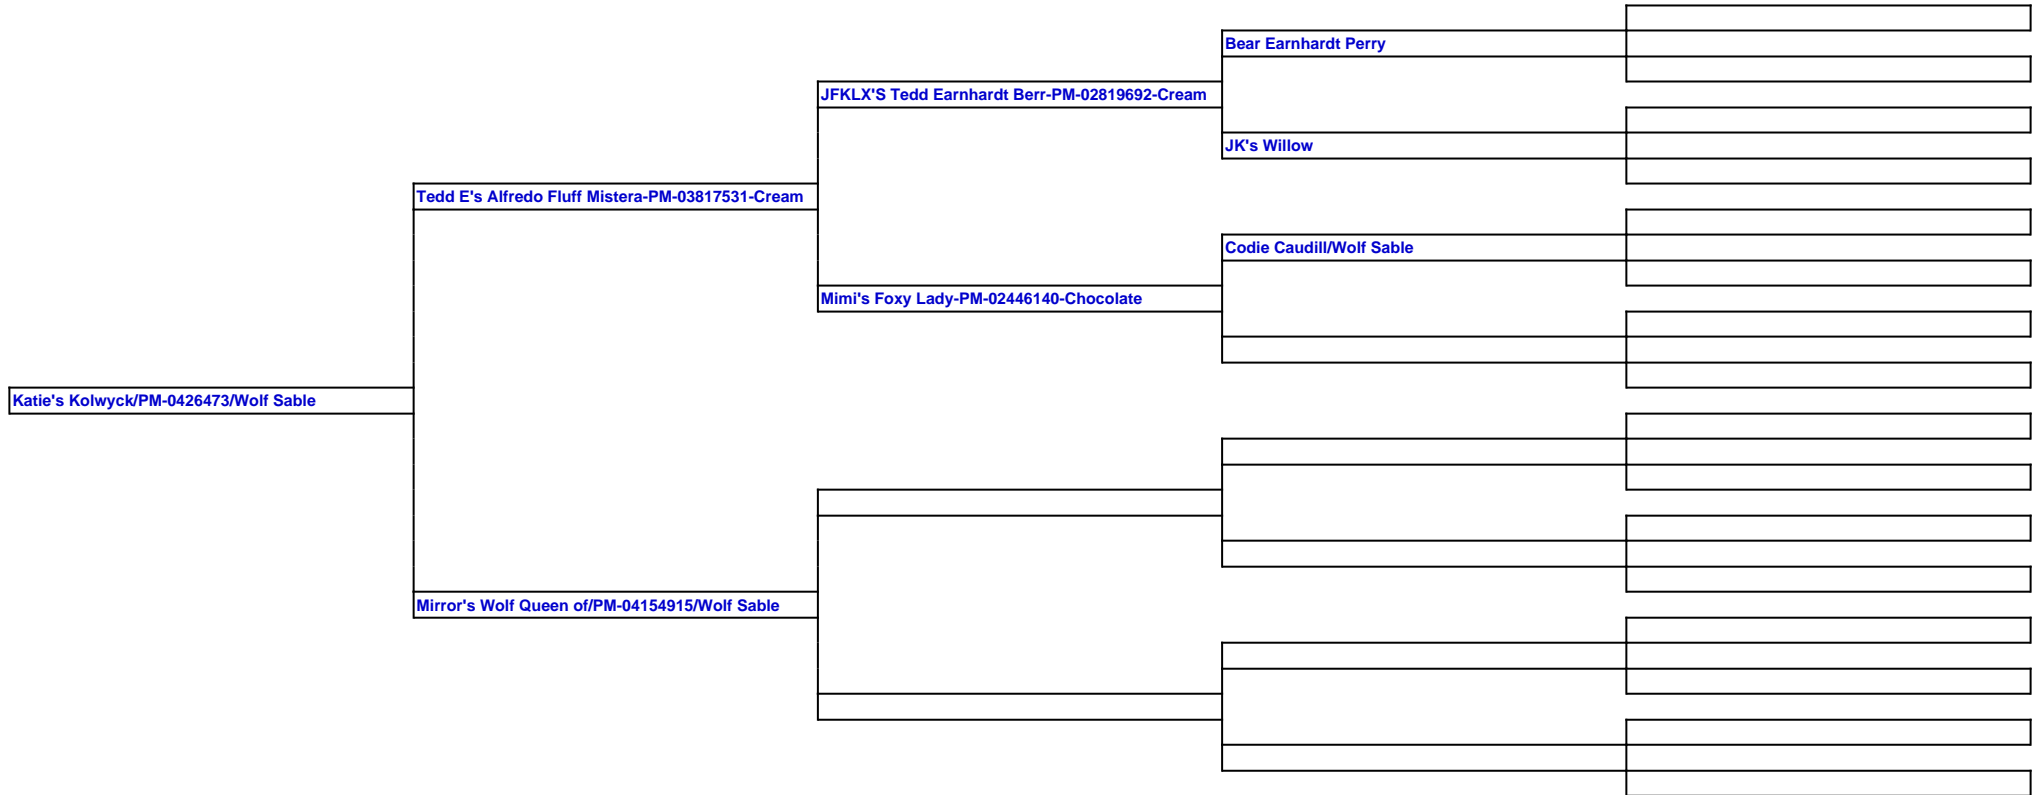 Bear Earnhardt Perry
JFKLX'S Tedd Earnhardt Berr-PM-02819692-Cream
JK's Willow
Tedd E's Alfredo Fluff Mistera-PM-03817531-Cream
Codie Caudill/Wolf Sable
Mimi's Foxy Lady-PM-02446140-Chocolate
Katie's Kolwyck/PM-0426473/Wolf Sable
Mirror's Wolf Queen of/PM-04154915/Wolf Sable